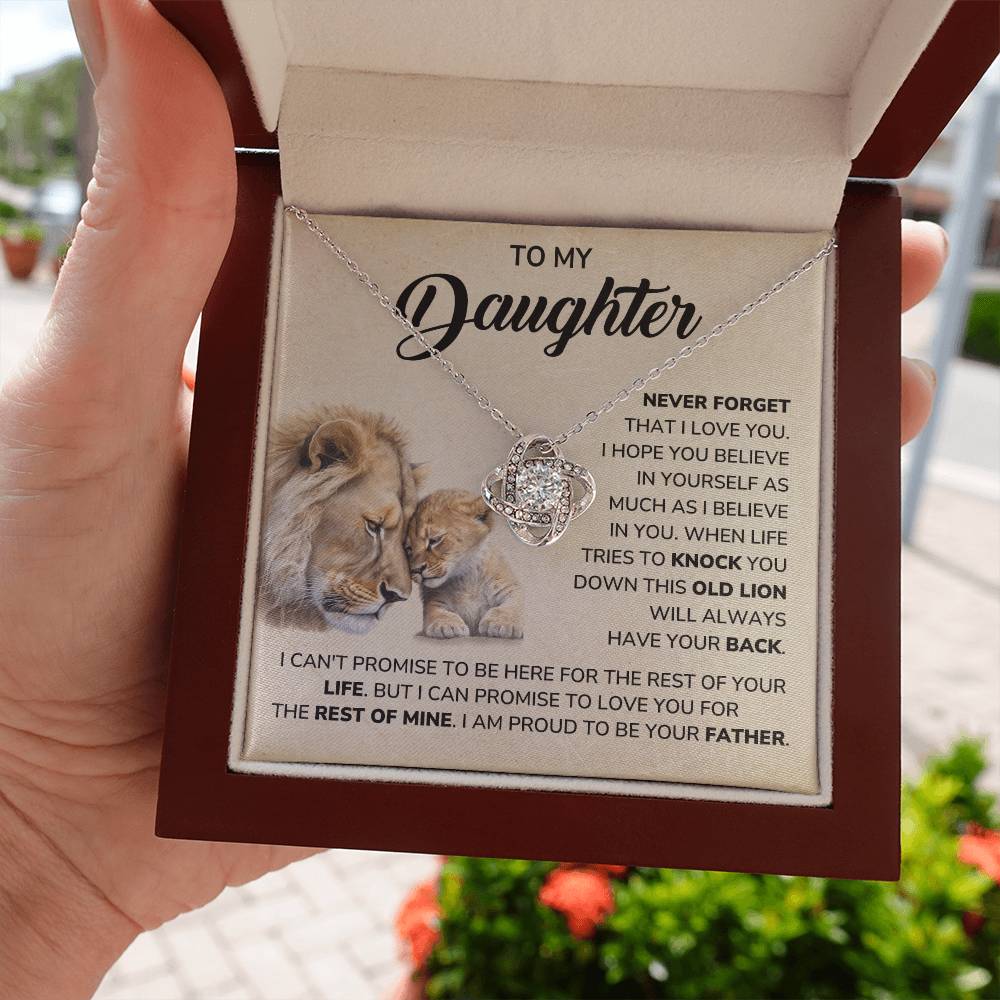 TO MY
Daughter
NEVER FORGET
THAT I LOVE YOU.
I HOPE YOU BELIEVE
IN YOURSELF AS
MUCH AS I BELIEVE
IN YOU. WHEN LIFE
TRIES TO KNOCK YOU
DOWN THIS OLD LION
WILL ALWAYS
HAVE YOUR BACK.
I CAN'T PROMISE TO BE HERE FOR THE REST OF YOUR
LIFE. BUT I CAN PROMISE TO LOVE YOU FOR
THE REST OF MINE. I AM PROUD TO BE YOUR FATHER.